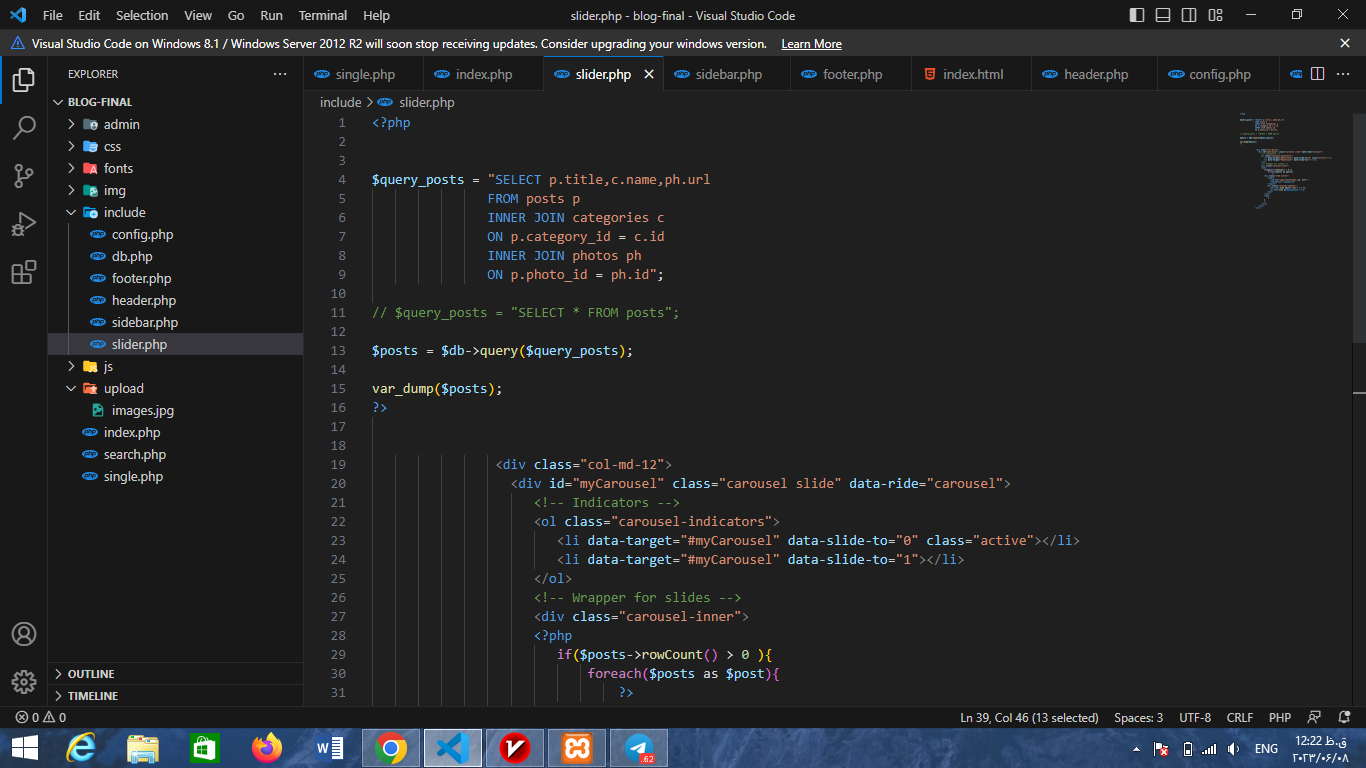 File Edit Selection View Go Run Terminal Help
slider.php - blog-final - Visual Studio Code
Visual Studio Code on Windows 8.1 / Windows Server 2012 R2 will soon stop receiving updates. Consider upgrading your windows version. Learn More
EXPLORER
BLOG-FINAL
admin
css
fonts
img
include
config.php
db.php
footer.php
header.php
sidebar.php
slider.php
js
upload
images.jpg
index.php
search.php
single.php
OUTLINE
TIMELINE
single.php index.php slider.php sidebar.php footer.php index.html header.php config.php
include > slider.php
1 <?php
2
3
4 $query_posts = "SELECT p.title,c.name,ph.url
5 FROM posts p
6 INNER JOIN categories c
7 ON p.category_id = c.id
8 INNER JOIN photos ph
9 ON p.photo_id = ph.id";
10
11 // $query_posts = "SELECT * FROM posts";
12
13 $posts = $db->query($query_posts);
14
15 var_dump($posts);
16 ?>
17
18
19 <div class="col-md-12">
20 <div id="myCarousel" class="carousel slide" data-ride="carousel">
21 <!-- Indicators -->
22 <ol class="carousel-indicators">
23 <li data-target="#myCarousel" data-slide-to="0" class="active"></li>
24 <li data-target="#myCarousel" data-slide-to="1"></li>
25 </ol>
26 <!-- Wrapper for slides -->
27 <div class="carousel-inner">
28 <?php
29 if($posts->rowCount() > 0 ){
30 foreach($posts as $post){
31 ?>
0 0
Ln 39, Col 46 (13 selected) Spaces: 3 UTF-8 CRLF PHP
.62
ENG
12:22 ق.ظ
۲۰۲۳/۰۶/۰۸